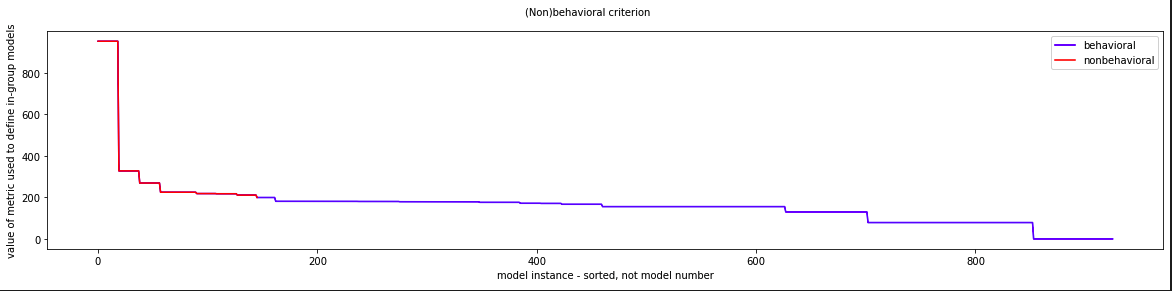 (Non)behavioral criterion
value of metric used to define in-group models
800
600
400
200
0
behavioral
nonbehavioral
0 200 400 600 800
model instance - sorted, not model number